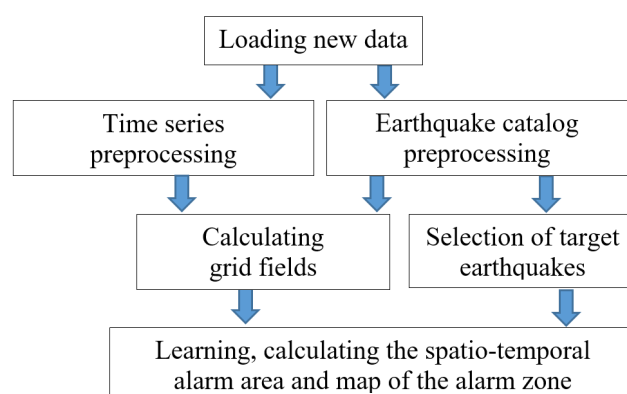 Loading new data
Time series
preprocessing
Earthquake catalog
preprocessing
Calculating
grid fields
Selection of target
earthquakes
Learning, calculating the spatio-temporal
alarm area and map of the alarm zone